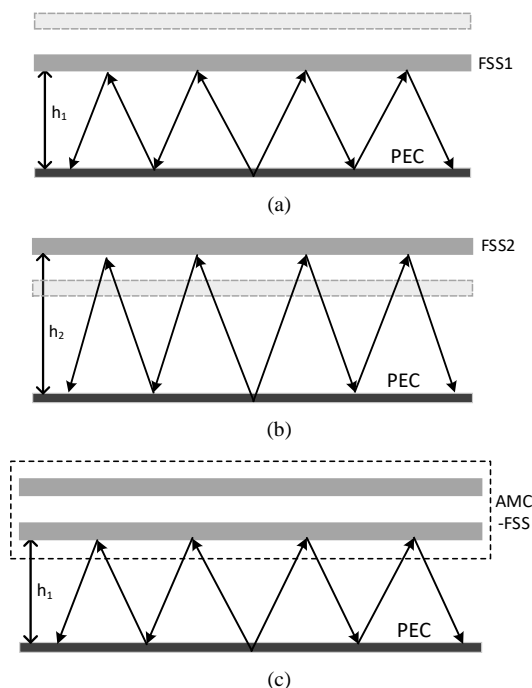 FSS1
h₁
PEC
(a)
FSS2
h₂
PEC
(b)
AMC
-FSS
h₁
PEC
(c)